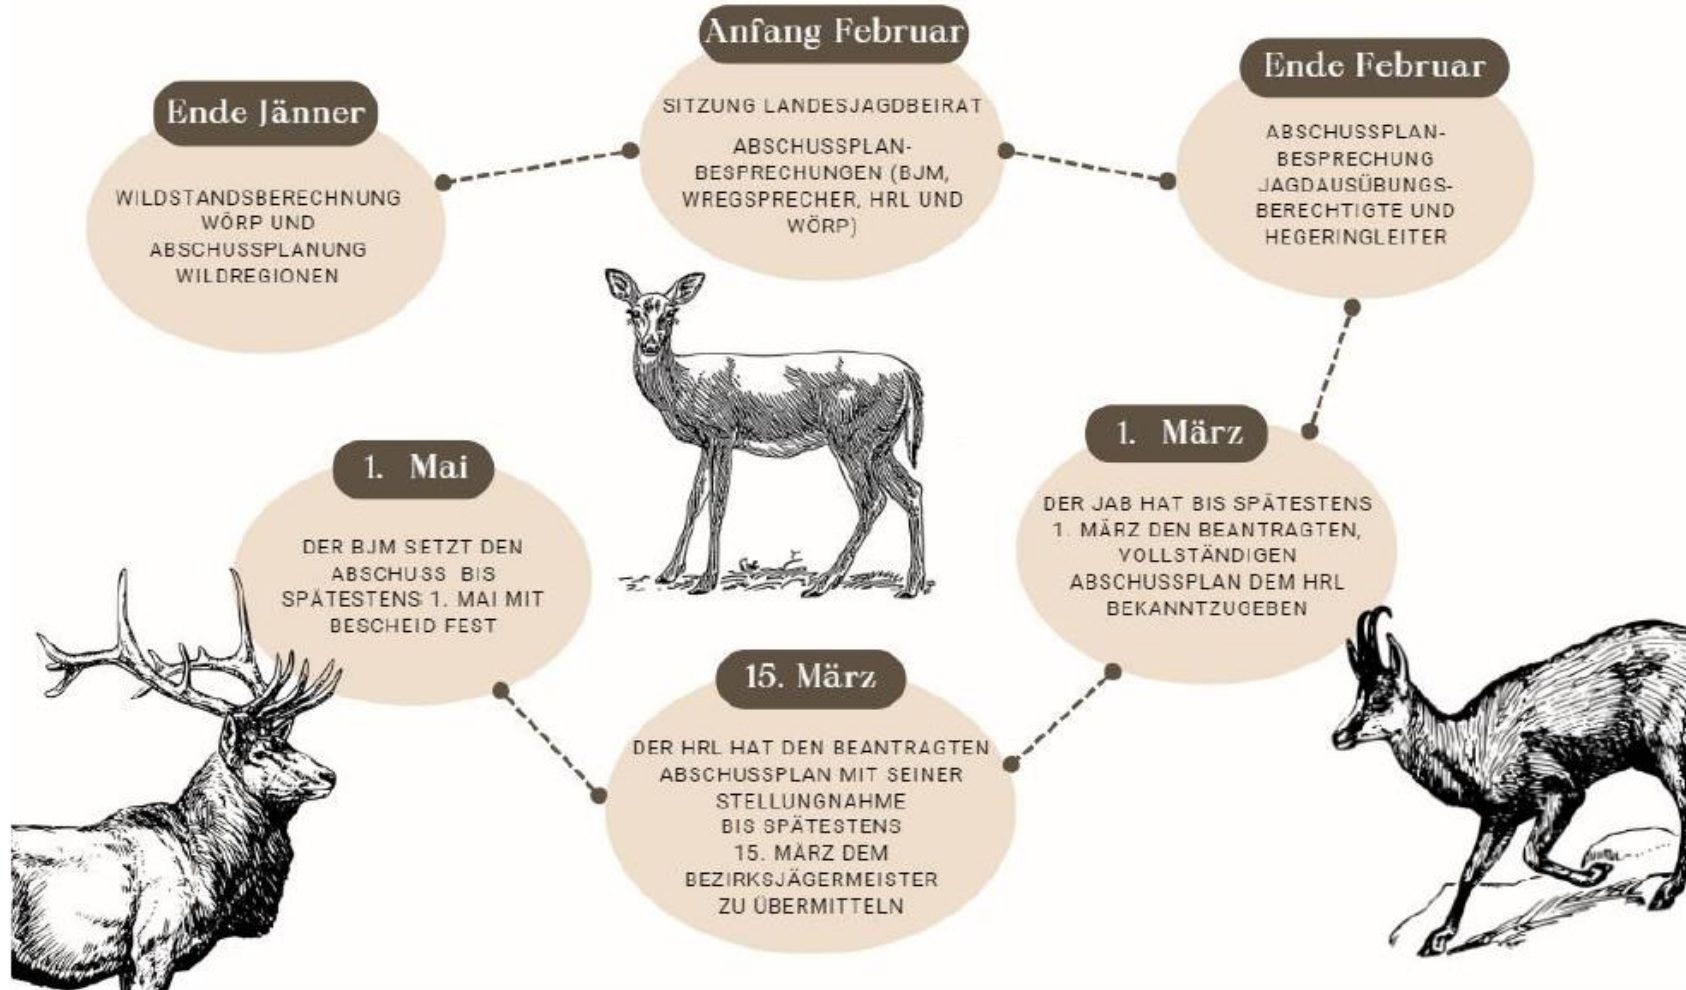 Ende Jänner
WILDSTANDSBERECHNUNG
WÖRP UND
ABSCHUSSPLANUNG
WILDREGIONEN
Anfang Februar
SITZUNG LANDESJAGDBEIRAT
ABSCHUSSPLAN-
BESPRECHUNGEN (BJM,
WREGSPRECHER, HRL UND
WÖRP)
Ende Februar
ABSCHUSSPLAN-
BESPRECHUNG
JAGDAUSÜBUNGS-
BERECHTIGTE UND
HEGERINGLEITER
1. März
DER JAB HAT BIS SPÄTESTENS
1. MÄRZ DEN BEANTRAGTEN,
VOLLSTÄNDIGEN
ABSCHUSSPLAN DEM HRL
BEKANNTZUGEBEN
15. März
DER HRL HAT DEN BEANTRAGTEN
ABSCHUSSPLAN MIT SEINER
STELLUNGNAHME
BIS SPÄTESTENS
15. MÄRZ DEM
BEZIRKSJÄGERMEISTER
ZU ÜBERMITTELN
1. Mai
DER BJM SETZT DEN
ABSCHUSS BIS
SPÄTESTENS 1. MAI MIT
BESCHEID FEST